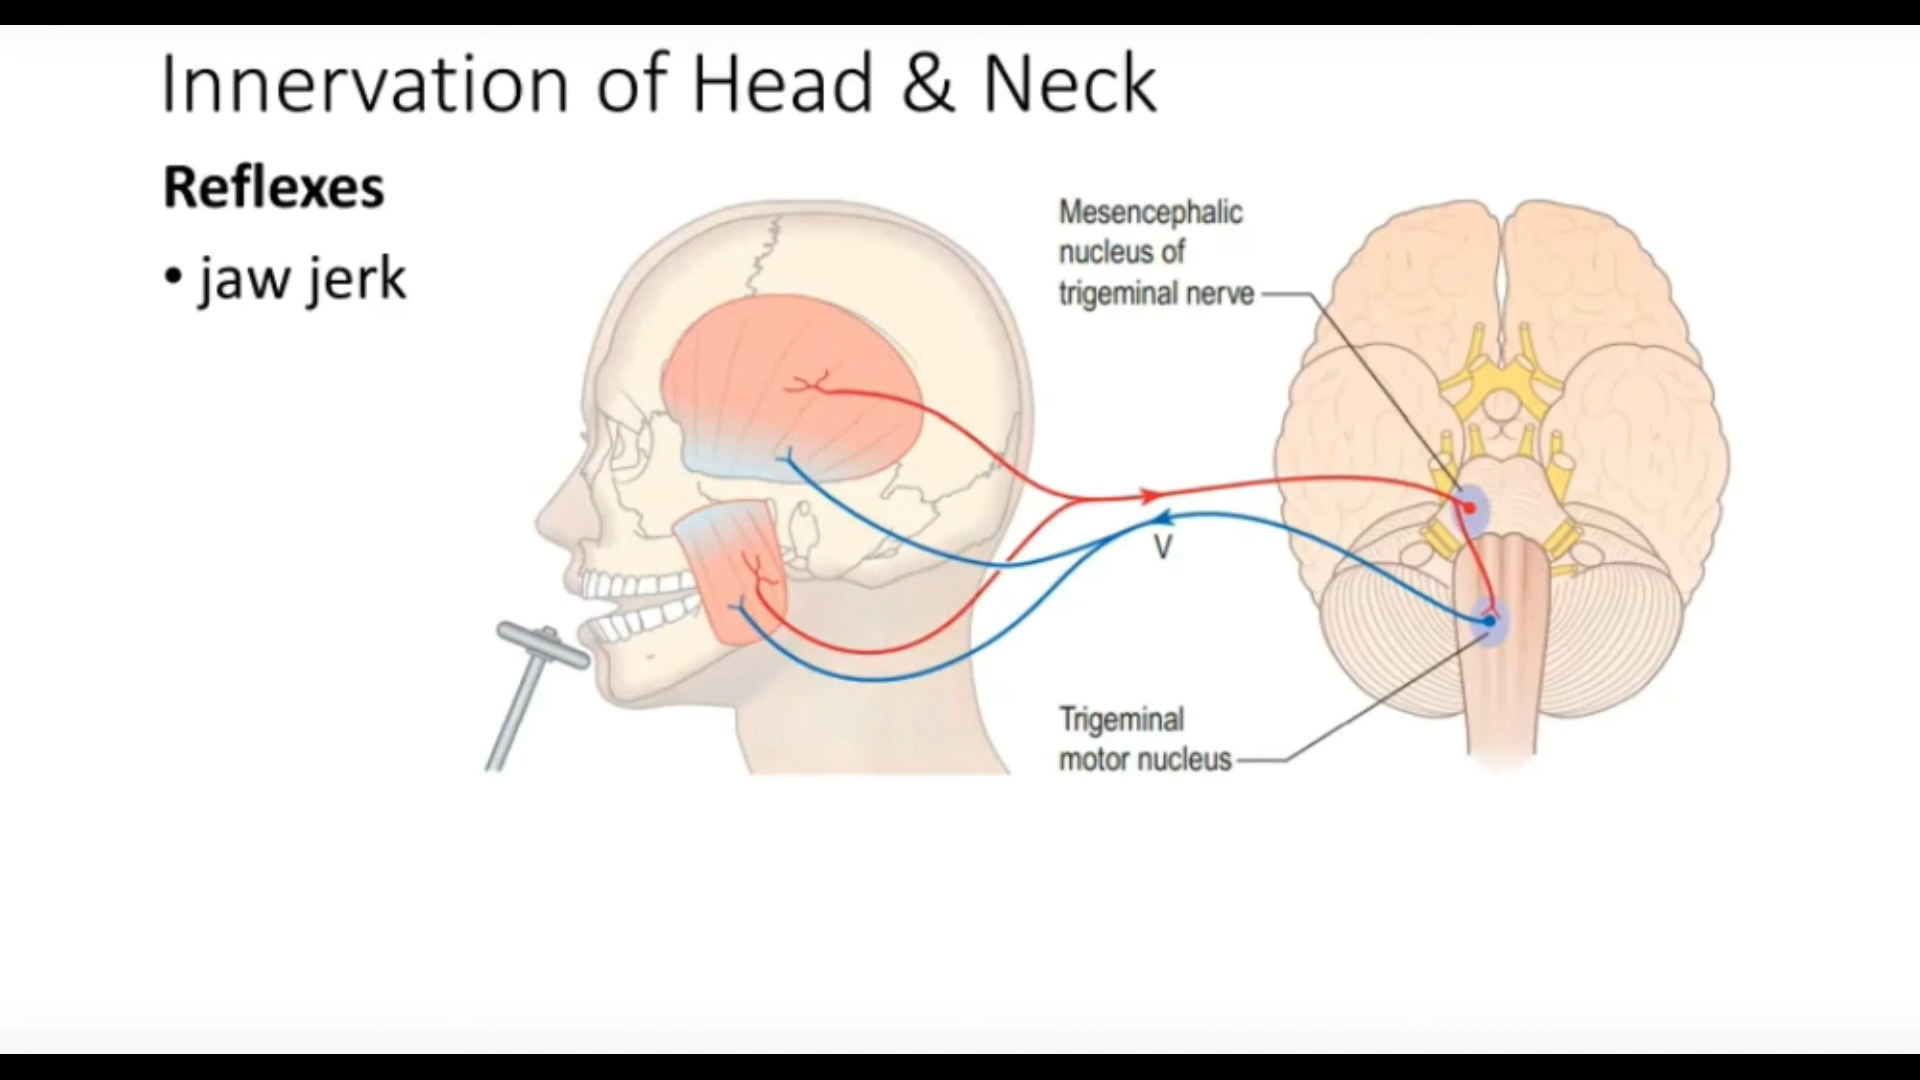 Innervation of Head & Neck
Reflexes
• jaw jerk
Mesencephalic
nucleus of
trigeminal nerve
V
Trigeminal
motor nucleus